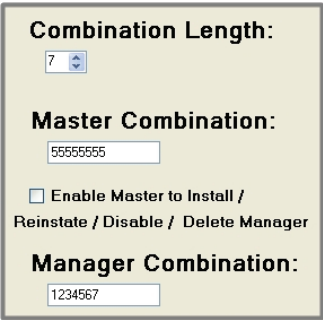 Combination Length:
7
Master Combination:
55555555
Enable Master to Install /
Reinstate / Disable / Delete Manager
Manager Combination:
1234567